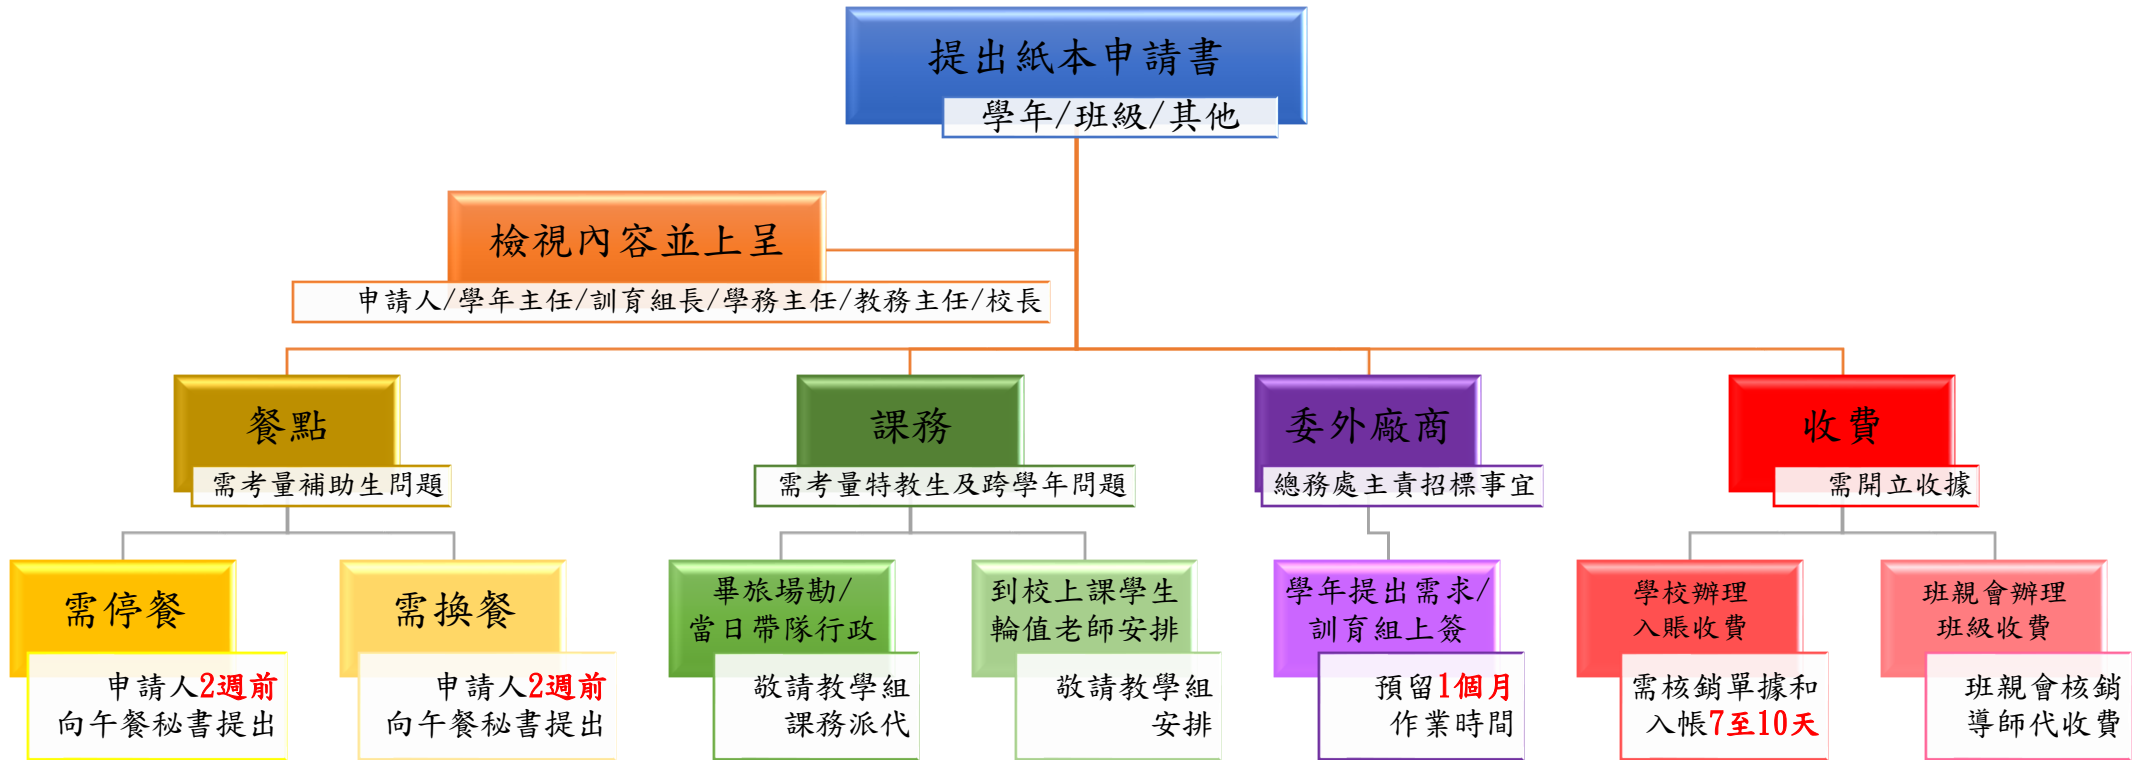 提出紙本申請書
學年/班級/其他
檢視內容並上呈
申請人/學年主任/訓育組長/學務主任/教務主任/校長
餐點
需考量補助生問題
課務
需考量特教生及跨學年問題
委外廠商
總務處主責招標事宜
收費
需開立收據
需停餐
申請人2週前
向午餐秘書提出
需換餐
申請人2週前
向午餐秘書提出
畢旅場勘/
當日帶隊行政
敬請教學組
課務派代
到校上課學生
輪值老師安排
敬請教學組
安排
學年提出需求/
訓育組上簽
預留1個月
作業時間
學校辦理
入賬收費
需核銷單據和
入帳7至10天
班親會辦理
班級收費
班親會核銷
導師代收費